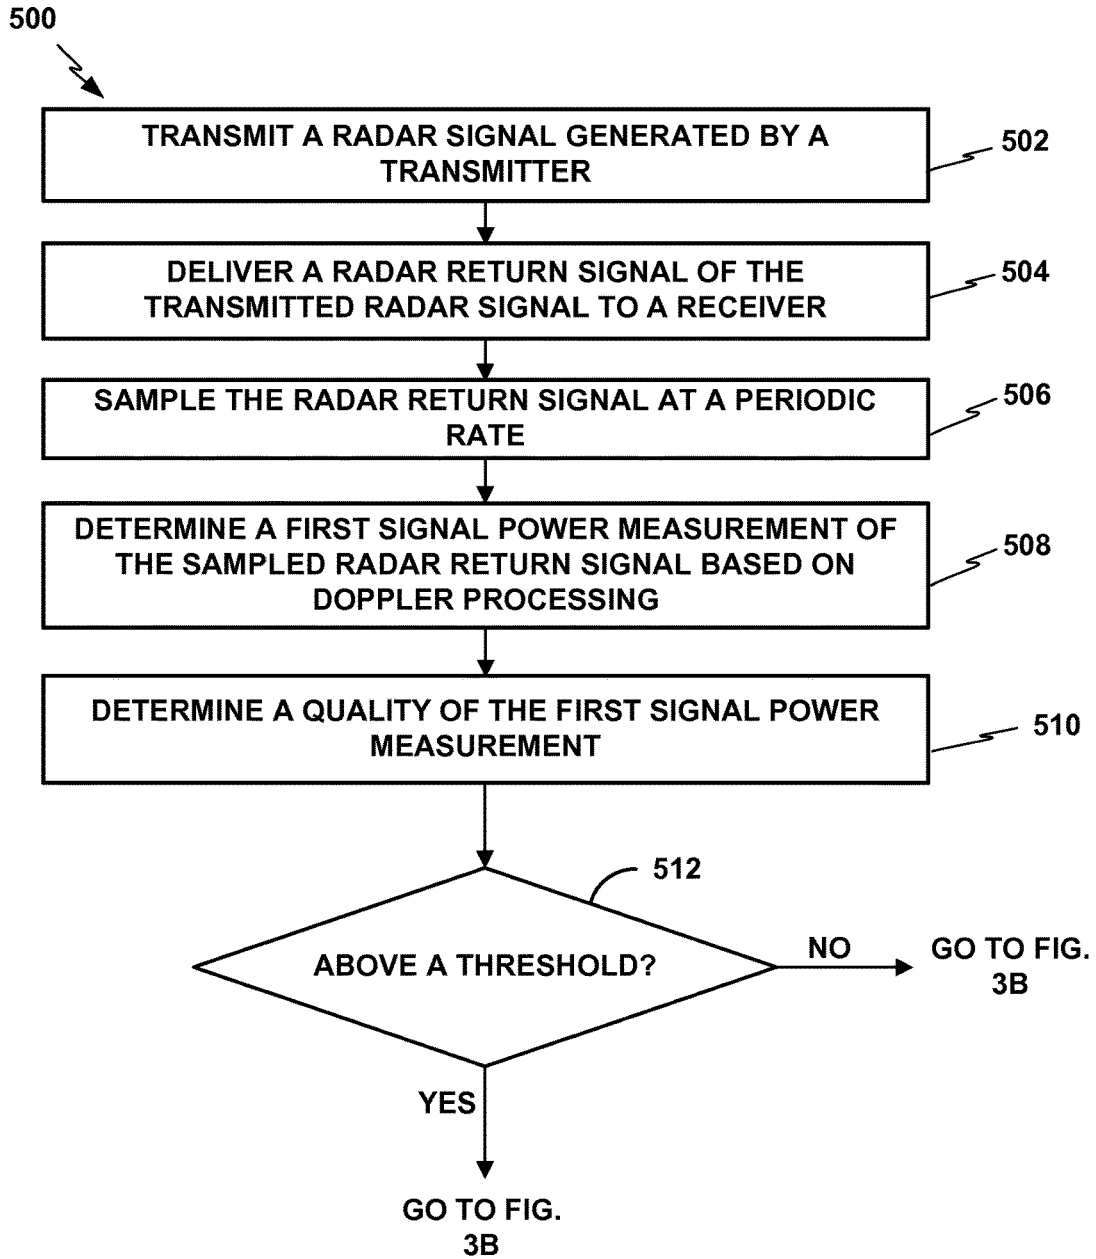 500
TRANSMIT A RADAR SIGNAL GENERATED BY A
TRANSMITTER
502
DELIVER A RADAR RETURN SIGNAL OF THE
TRANSMITTED RADAR SIGNAL TO A RECEIVER
504
SAMPLE THE RADAR RETURN SIGNAL AT A PERIODIC
RATE
506
DETERMINE A FIRST SIGNAL POWER MEASUREMENT OF
THE SAMPLED RADAR RETURN SIGNAL BASED ON
DOPPLER PROCESSING
508
DETERMINE A QUALITY OF THE FIRST SIGNAL POWER
MEASUREMENT
510
512
ABOVE A THRESHOLD?
NO
GO TO FIG.
3B
YES
GO TO FIG.
3B